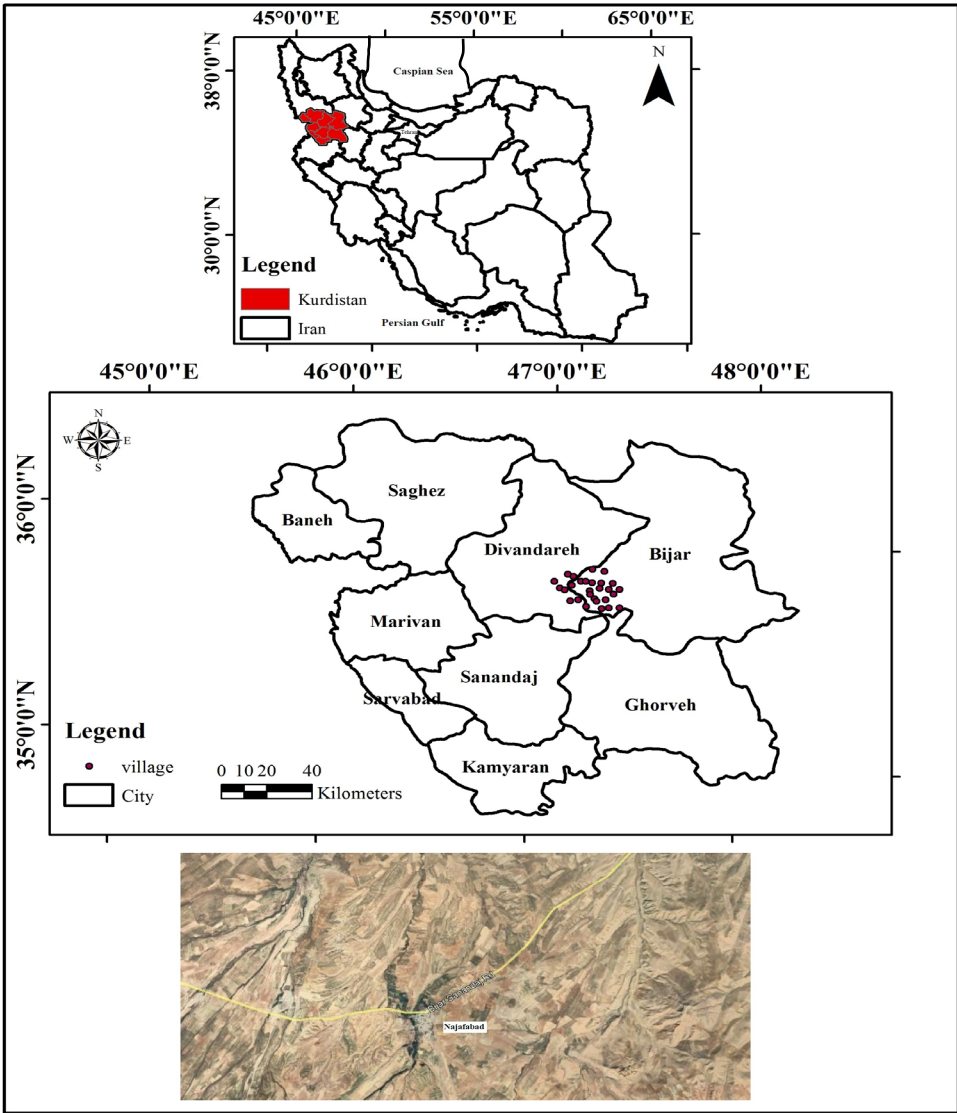 45°0'0"E 55°0'0"E 65°0'0"E
38°0'0"N
30°0'0"N
N
Caspian Sea
Legend
Kurdistan
Iran
Persian Gulf
45°0'0"E 46°0'0"E 47°0'0"E 48°0'0"E
36°0'0"N
35°0'0"N
N
W E
S
Saghez
Baneh
Divandareh
Bijar
Marivan
Sanandaj
Sarvabad
Ghorveh
Kamyaran
Legend
village
City
0 10 20 40
Kilometers
Najafabad